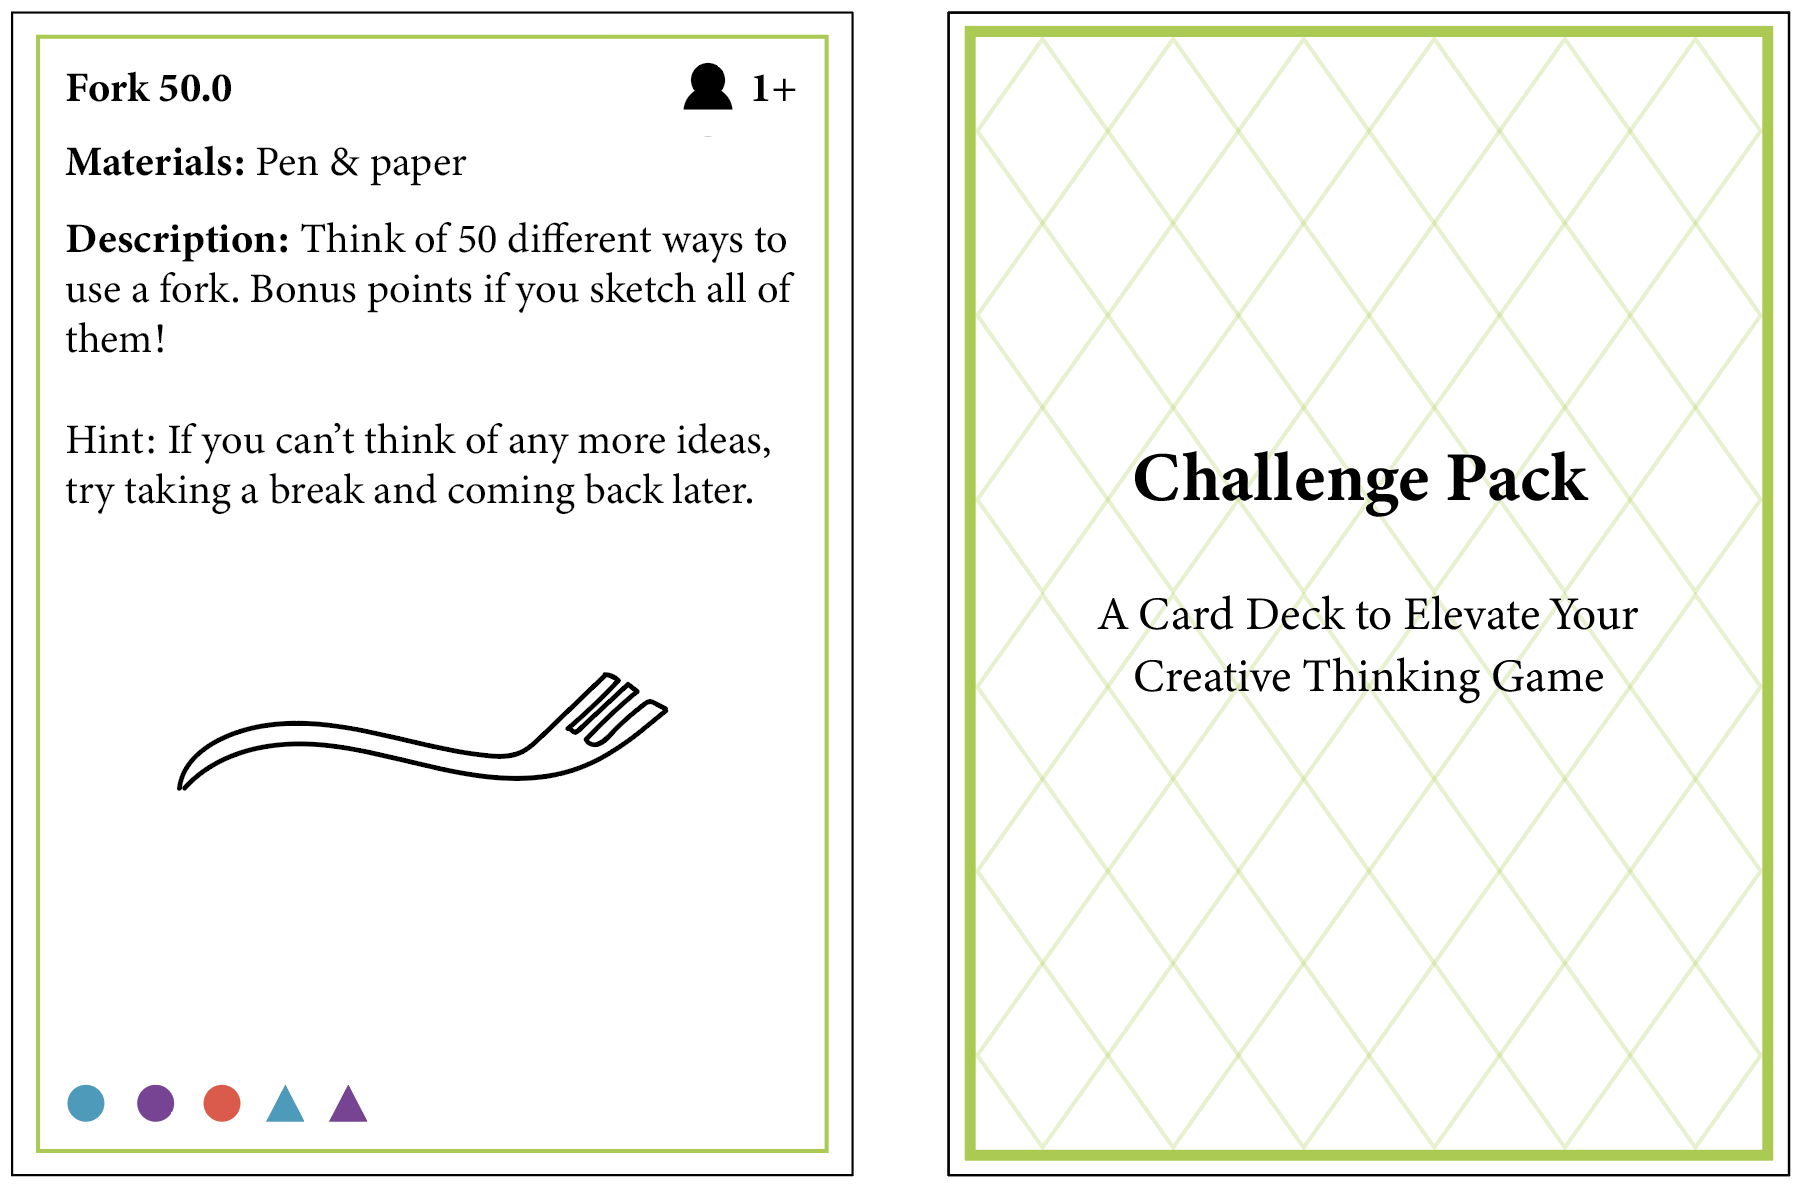 Fork 50.0
1+
Materials: Pen & paper
Description: Think of 50 different ways to
use a fork. Bonus points if you sketch all of
them!
Hint: If you can’t think of any more ideas,
try taking a break and coming back later.
Challenge Pack
A Card Deck to Elevate Your
Creative Thinking Game